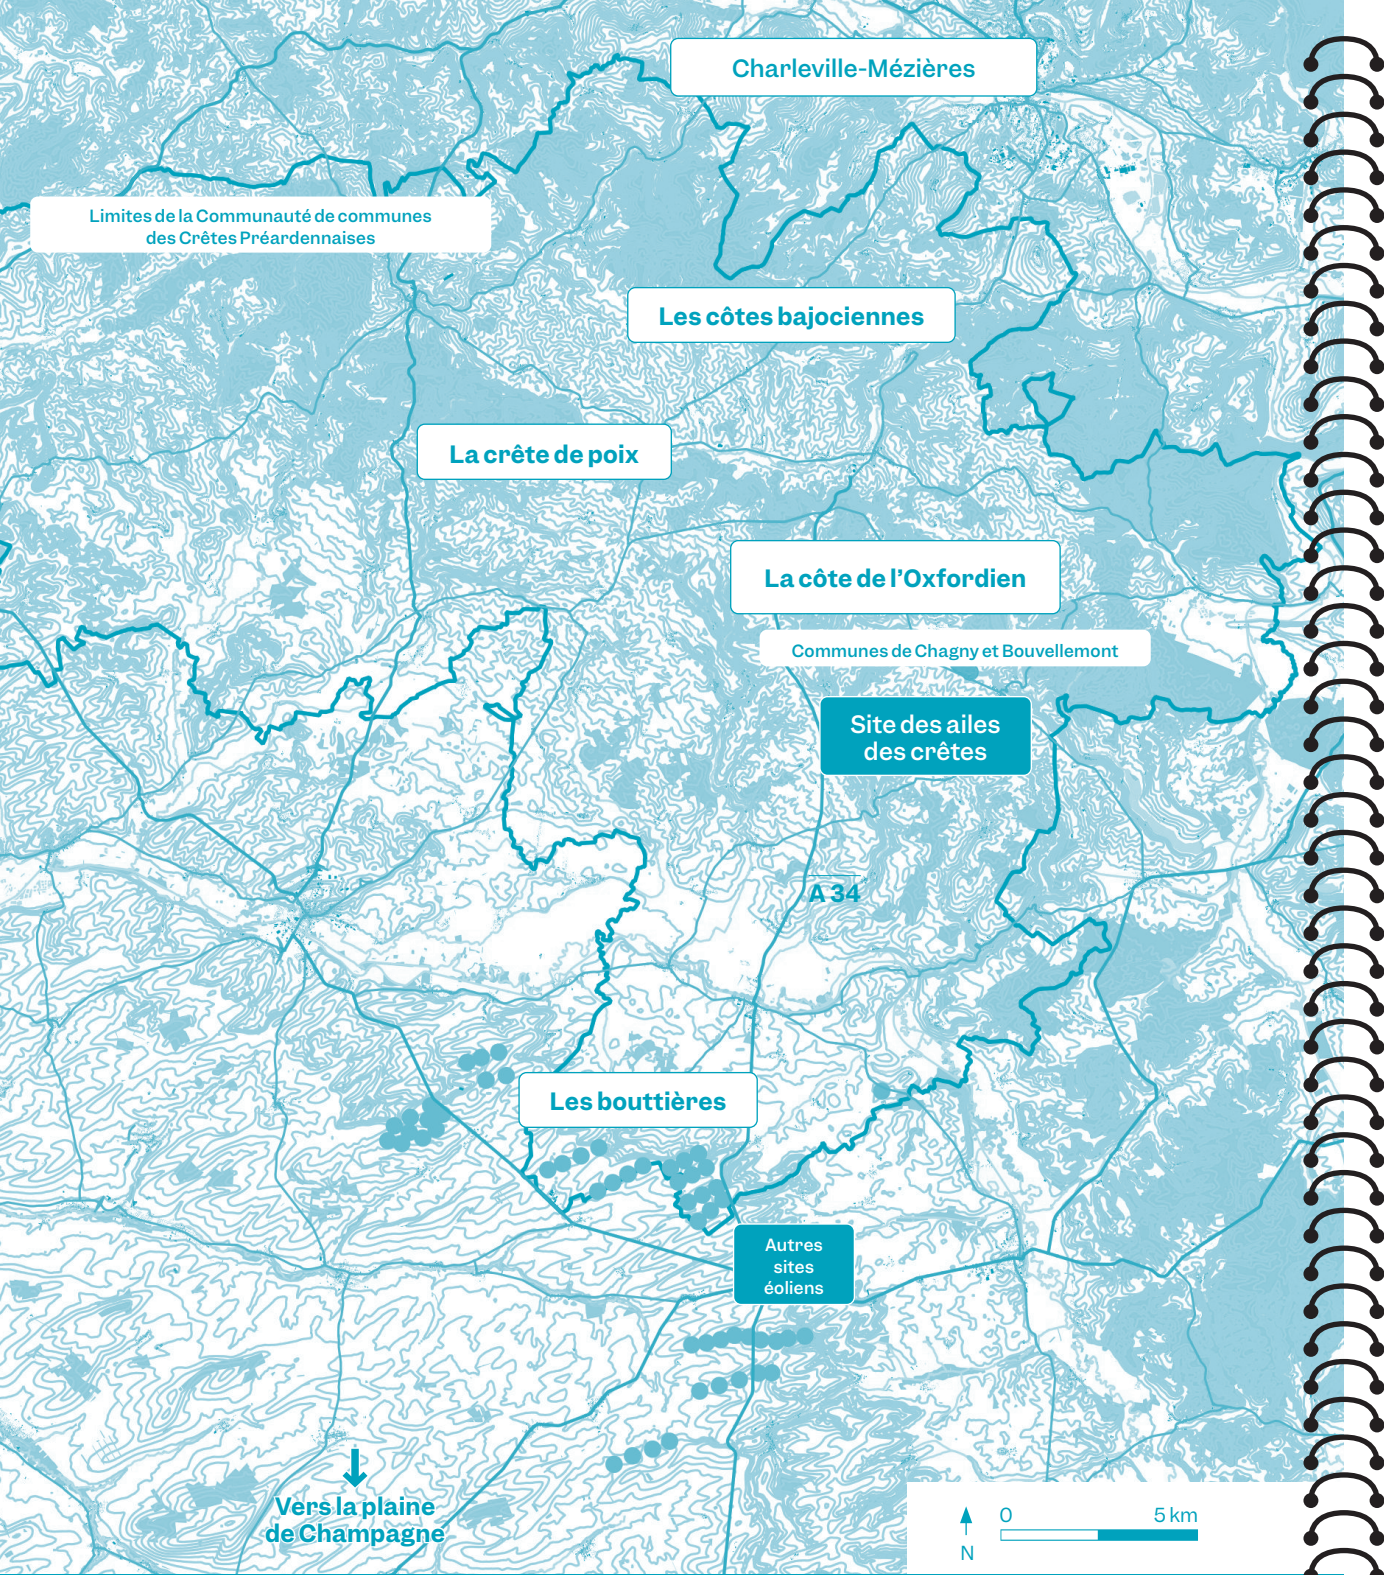 Charleville-Mézières
Limites de la Communauté de communes
des Crêtes Préardennaises
Les côtes bajociennes
La crête de poix
La côte de l’Oxfordien
Communes de Chagny et Bouvellemont
Site des ailes
des crêtes
A 34
Les bouttières
Autres
sites
éoliens
Vers la plaine
de Champagne
0
5 km
N